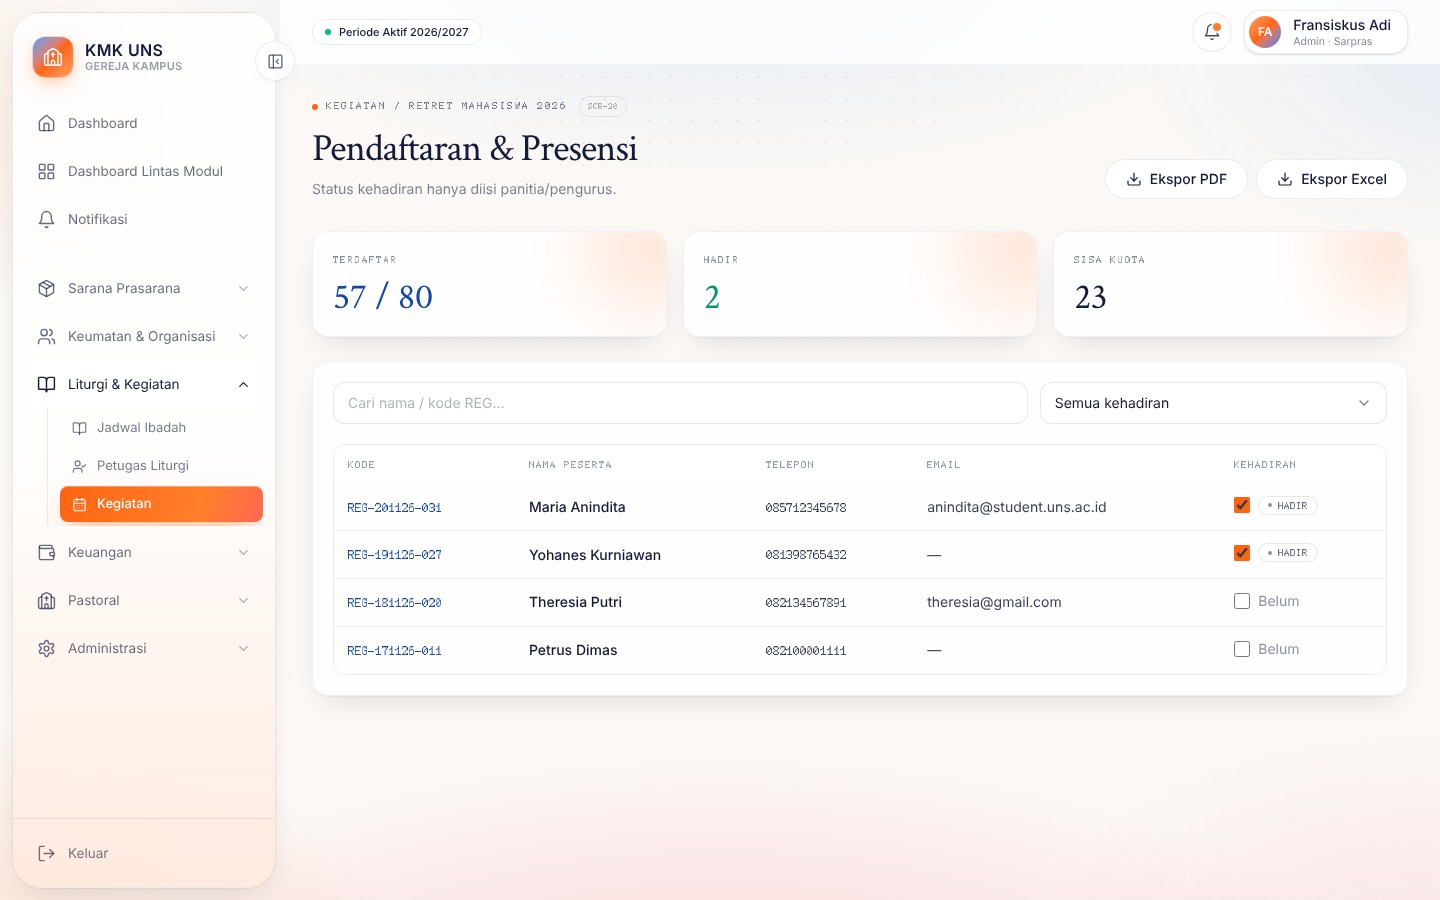 KMK UNS
GEREJA KAMPUS
Dashboard
Dashboard Lintas Modul
Notifikasi
Sarana Prasarana
Keumatan & Organisasi
Liturgi & Kegiatan
Jadwal Ibadah
Petugas Liturgi
Kegiatan
Keuangan
Pastoral
Administrasi
Keluar
Periode Aktif 2026/2027
FA
Fransiskus Adi
Admin · Sarpras
KEGIATAN / RETRET MAHASISWA 2026 SCR-28
Pendaftaran & Presensi
Status kehadiran hanya diisi panitia/pengurus.
Ekspor PDF
Ekspor Excel
TERDAFTAR
57 / 80
HADIR
2
SISA KUOTA
23
Cari nama / kode REG...
Semua kehadiran
KODE NAMA PESERTA TELEPON EMAIL KEHADIRAN
REG-201126-031 Maria Anindita 085712345678 anindita@student.uns.ac.id HADIR
REG-191126-027 Yohanes Kurniawan 081398765432 — HADIR
REG-181126-020 Theresia Putri 082134567891 theresia@gmail.com Belum
REG-171126-011 Petrus Dimas 082100001111 — Belum